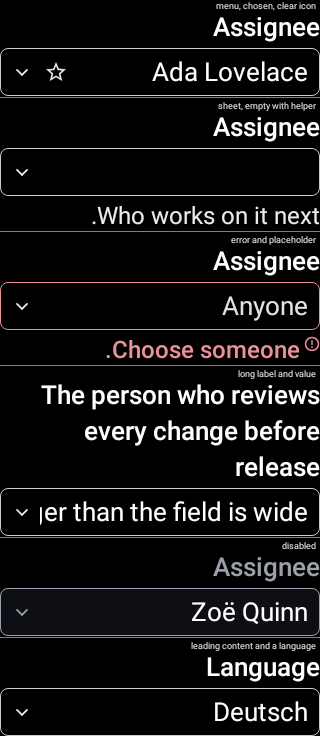 menu, chosen, clear icon
Assignee
Ada Lovelace
sheet, empty with helper
Assignee
.Who works on it next
error and placeholder
Assignee
Anyone
.Choose someone
long label and value
The person who reviews
every change before
release
than the field is wide
disabled
Assignee
Zoë Quinn
leading content and a language
Language
Deutsch